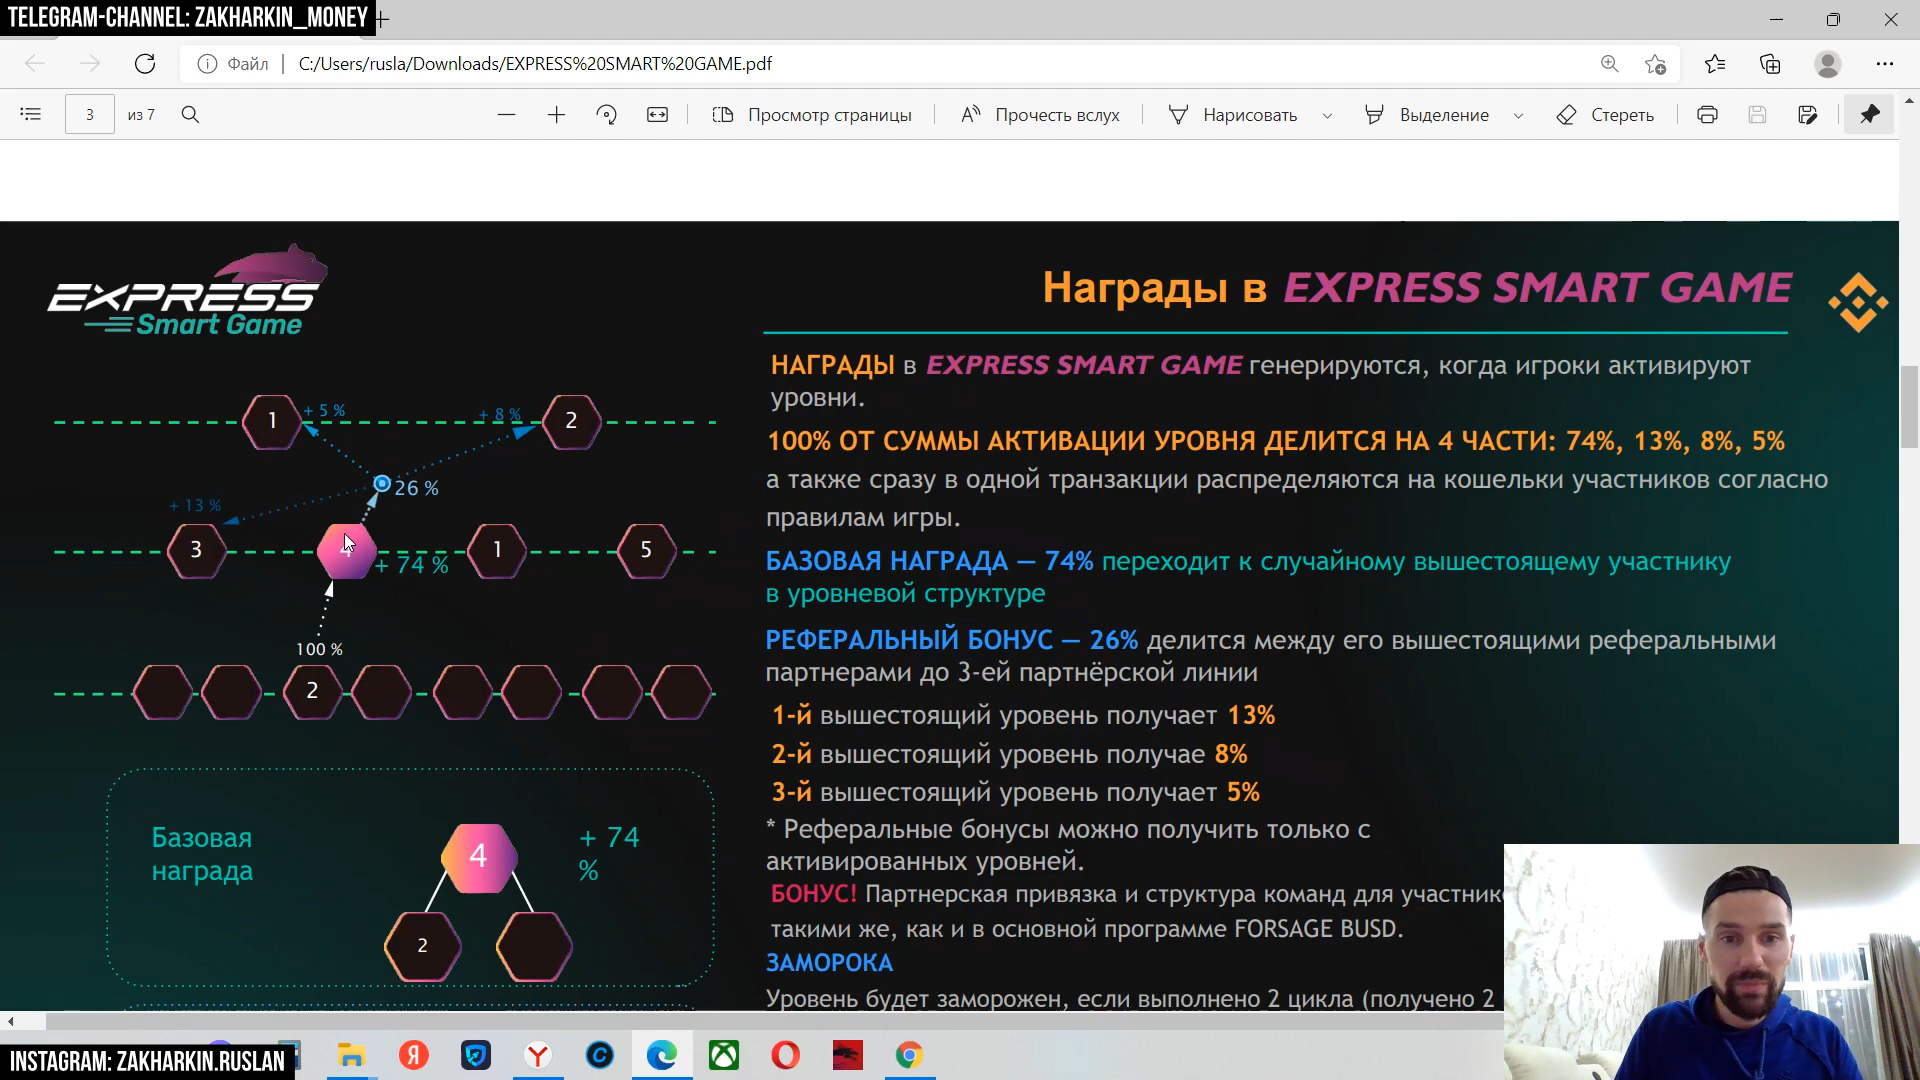 TELEGRAM-CHANNEL: ZAKHARKIN_MONEY
Файл
C:/Users/rusla/Downloads/EXPRESS%20SMART%20GAME.pdf
3
из 7
Просмотр страницы
Прочесть вслух
Нарисовать
Выделение
Стереть
EXPRESS
Smart Game
1
+ 5 %
+ 8 %
2
26 %
+ 13 %
3
+ 74 %
1
5
100 %
2
Базовая
награда
4
+ 74
%
2
Награды в EXPRESS SMART GAME
НАГРАДЫ в EXPRESS SMART GAME генерируются, когда игроки активируют
уровни.
100% ОТ СУММЫ АКТИВАЦИИ УРОВНЯ ДЕЛИТСЯ НА 4 ЧАСТИ: 74%, 13%, 8%, 5%
а также сразу в одной транзакции распределяются на кошельки участников согласно
правилам игры.
БАЗОВАЯ НАГРАДА — 74% переходит к случайному вышестоящему участнику
в уровневой структуре
РЕФЕРАЛЬНЫЙ БОНУС — 26% делится между его вышестоящими реферальными
партнерами до 3-ей партнёрской линии
1-й вышестоящий уровень получает 13%
2-й вышестоящий уровень получае 8%
3-й вышестоящий уровень получает 5%
* Реферальные бонусы можно получить только с
активированных уровней.
БОНУС! Партнерская привязка и структура команд для участник
такими же, как и в основной программе FORSAGE BUSD.
ЗАМОРОКА
Уровень будет заморожен, если выполнено 2 цикла (получено 2
INSTAGRAM: ZAKHARKIN.RUSLAN